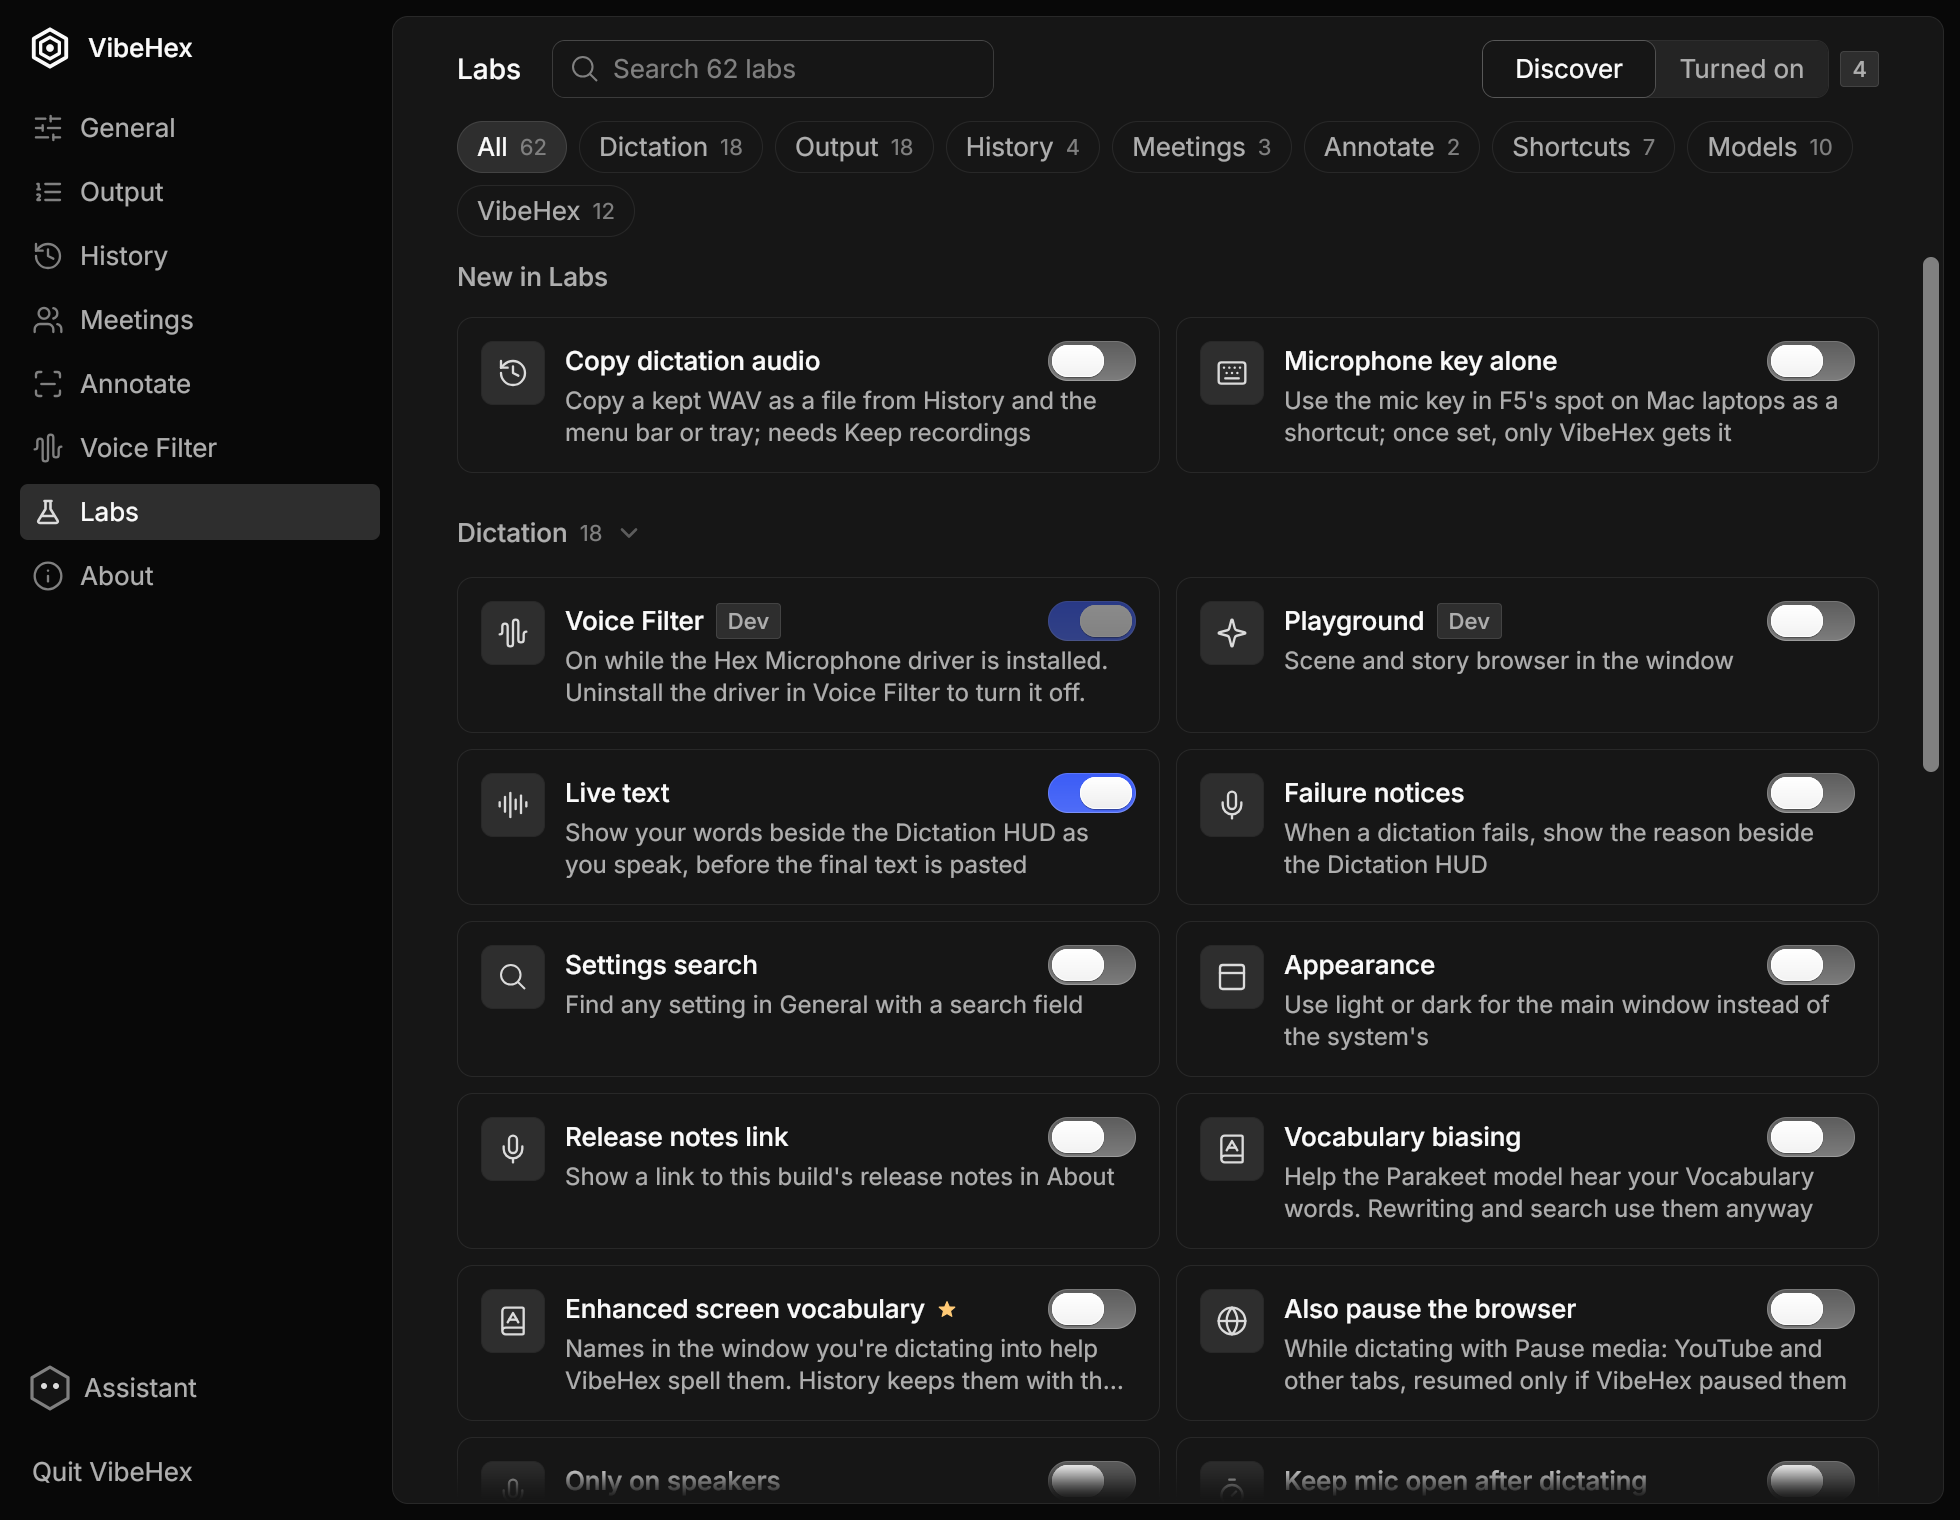 VibeHex
General
Output
History
Meetings
Annotate
Voice Filter
Labs
About
Assistant
Quit VibeHex
Labs
Search 62 labs
Discover
Turned on
4
All 62
Dictation 18
Output 18
History 4
Meetings 3
Annotate 2
Shortcuts 7
Models 10
VibeHex 12
New in Labs
Copy dictation audio
Copy a kept WAV as a file from History and the
menu bar or tray; needs Keep recordings
Microphone key alone
Use the mic key in F5's spot on Mac laptops as a
shortcut; once set, only VibeHex gets it
Dictation 18
Voice Filter Dev
On while the Hex Microphone driver is installed.
Uninstall the driver in Voice Filter to turn it off.
Playground Dev
Scene and story browser in the window
Live text
Show your words beside the Dictation HUD as
you speak, before the final text is pasted
Failure notices
When a dictation fails, show the reason beside
the Dictation HUD
Settings search
Find any setting in General with a search field
Appearance
Use light or dark for the main window instead of
the system's
Release notes link
Show a link to this build's release notes in About
Vocabulary biasing
Help the Parakeet model hear your Vocabulary
words. Rewriting and search use them anyway
Enhanced screen vocabulary
Names in the window you're dictating into help
VibeHex spell them. History keeps them with th...
Also pause the browser
While dictating with Pause media: YouTube and
other tabs, resumed only if VibeHex paused them
Only on speakers
Keep mic open after dictating